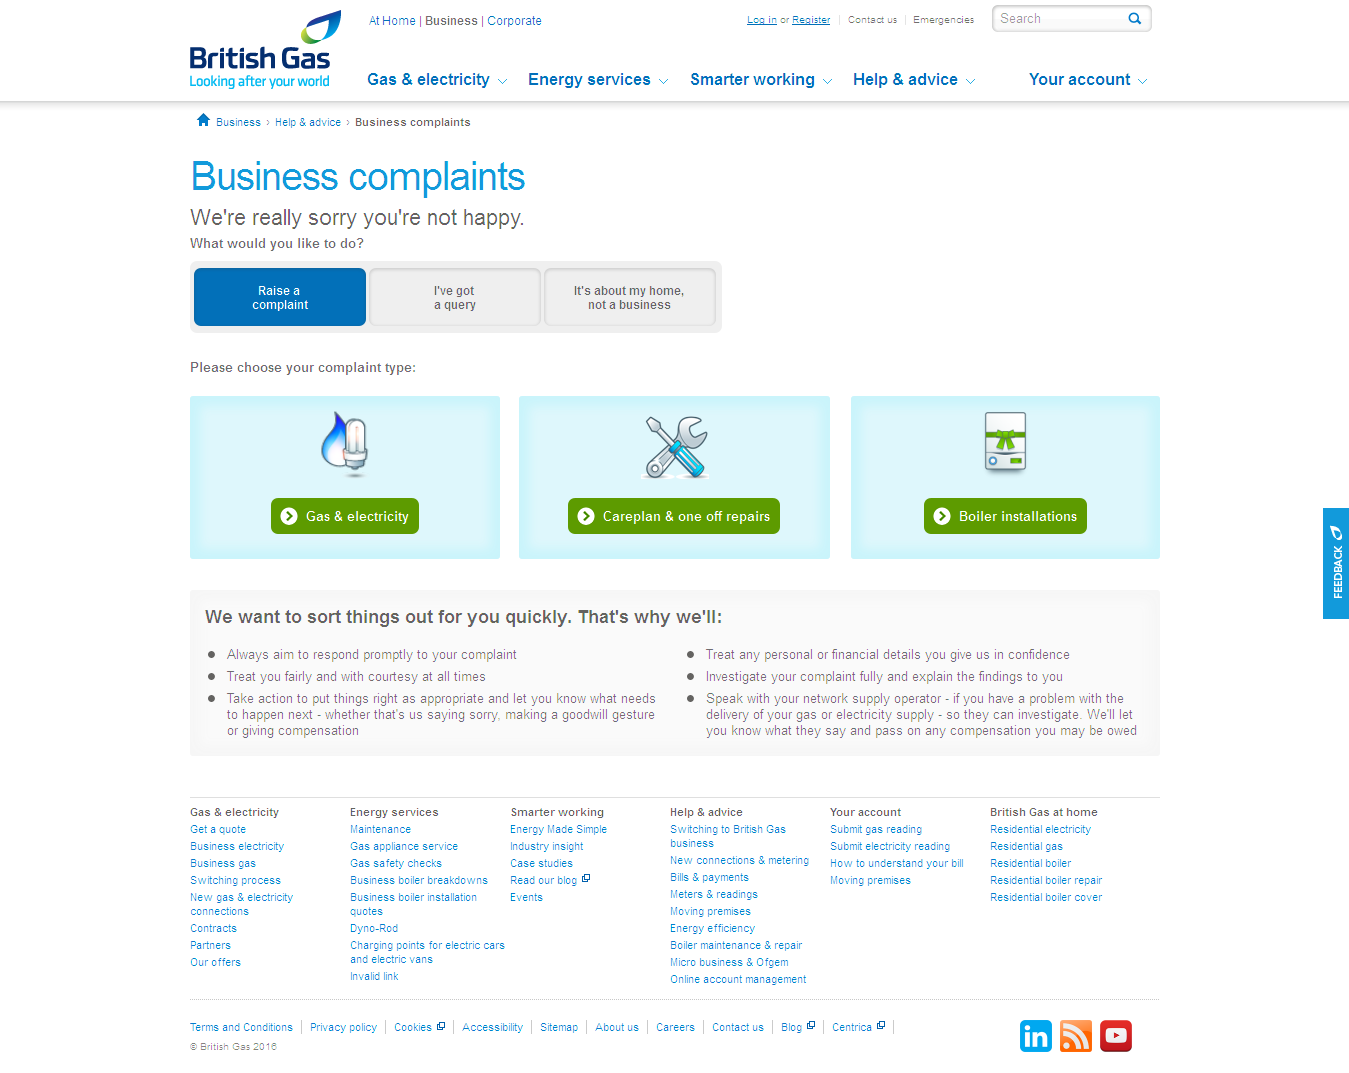 At Home | Business | Corporate
Log in or Register
Contact us
Emergencies
Search
British Gas
Looking after your world
Gas & electricity
Energy services
Smarter working
Help & advice
Your account
Business › Help & advice › Business complaints
Business complaints
We're really sorry you're not happy.
What would you like to do?
Raise a
complaint
I've got
a query
It's about my home,
not a business
Please choose your complaint type:
Gas & electricity
Careplan & one off repairs
Boiler installations
FEEDBACK
We want to sort things out for you quickly. That's why we'll:
Always aim to respond promptly to your complaint
Treat you fairly and with courtesy at all times
Take action to put things right as appropriate and let you know what needs
to happen next - whether that's us saying sorry, making a goodwill gesture
or giving compensation
Treat any personal or financial details you give us in confidence
Investigate your complaint fully and explain the findings to you
Speak with your network supply operator - if you have a problem with the
delivery of your gas or electricity supply - so they can investigate. We'll let
you know what they say and pass on any compensation you may be owed
Gas & electricity
Get a quote
Business electricity
Business gas
Switching process
New gas & electricity
connections
Contracts
Partners
Our offers
Energy services
Maintenance
Gas appliance service
Gas safety checks
Business boiler breakdowns
Business boiler installation
quotes
Dyno-Rod
Charging points for electric cars
and electric vans
Invalid link
Smarter working
Energy Made Simple
Industry insight
Case studies
Read our blog
Events
Help & advice
Switching to British Gas
business
New connections & metering
Bills & payments
Meters & readings
Moving premises
Energy efficiency
Boiler maintenance & repair
Micro business & Ofgem
Online account management
Your account
Submit gas reading
Submit electricity reading
How to understand your bill
Moving premises
British Gas at home
Residential electricity
Residential gas
Residential boiler
Residential boiler repair
Residential boiler cover
Terms and Conditions
Privacy policy
Cookies
Accessibility
Sitemap
About us
Careers
Contact us
Blog
Centrica
© British Gas 2016
in